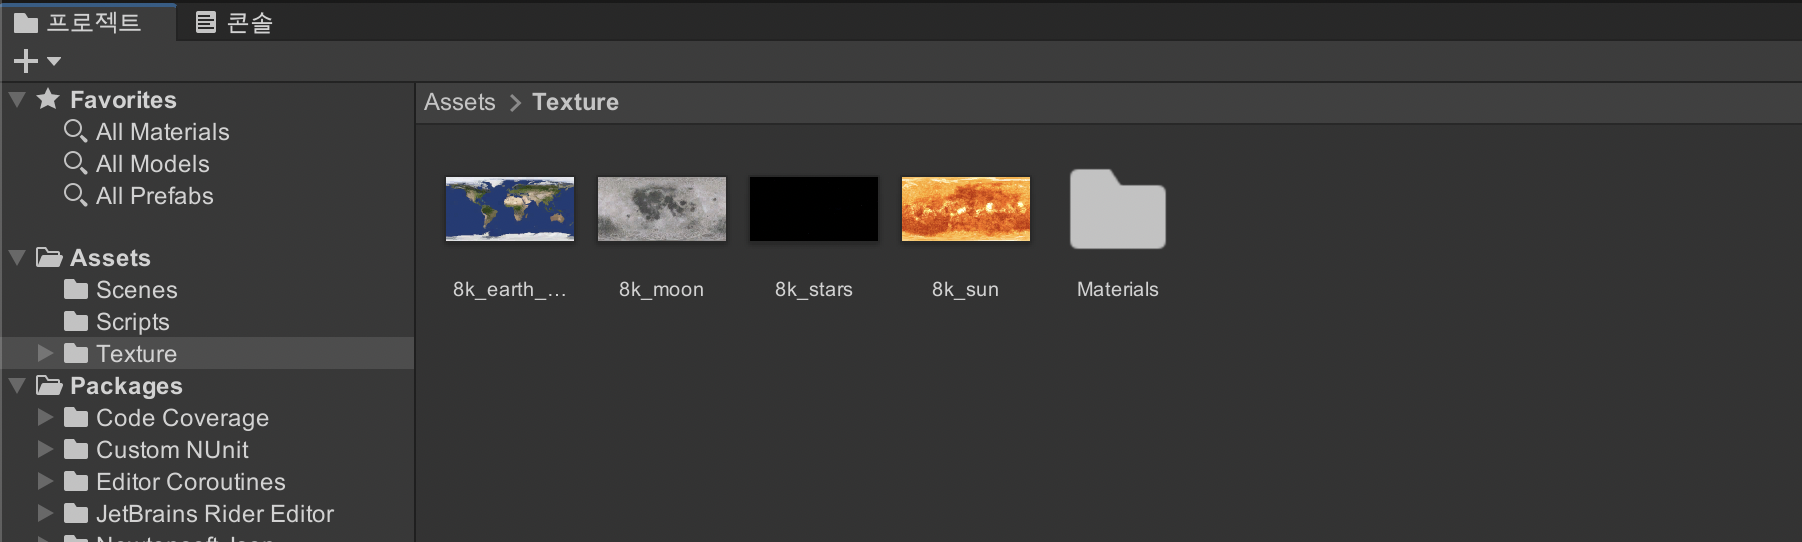 프로젝트
콘솔
Favorites
All Materials
All Models
All Prefabs
Assets
Scenes
Scripts
Texture
Packages
Code Coverage
Custom NUnit
Editor Coroutines
JetBrains Rider Editor
Assets > Texture
8k_earth_...
8k_moon
8k_stars
8k_sun
Materials